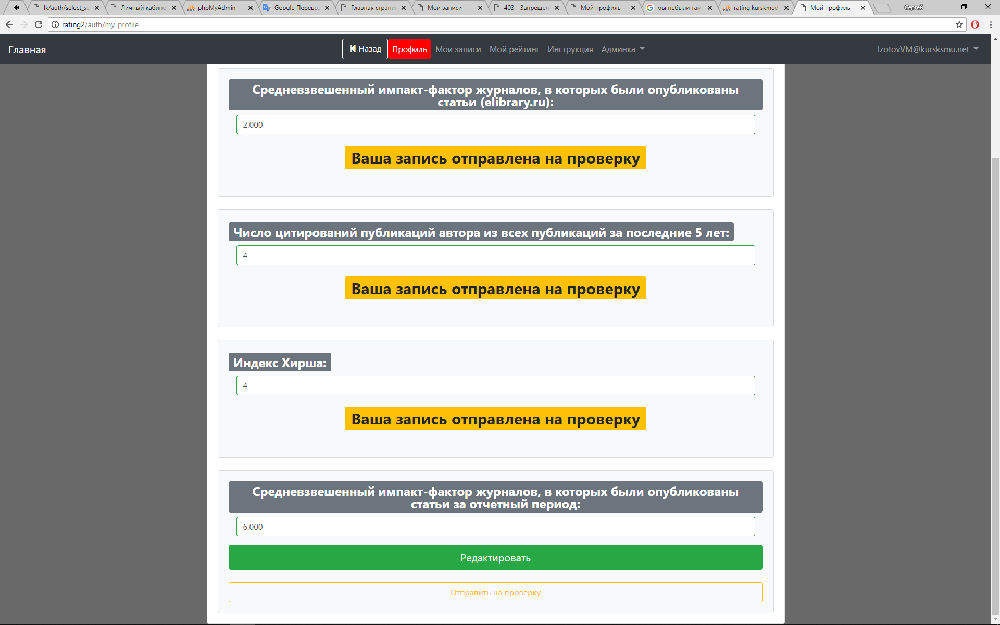 lk/auth/select_se
Личный кабине
phpMyAdmin
Google Перевод
Главная страниц
Мои записи
403 - Запрещен
Мой профиль
мы небыли там
rating.kurskmed
Мой профиль
Сергей
rating2/auth/my_profile
Главная
Назад
Профиль
Мои записи
Мой рейтинг
Инструкция
Админка
IzotovVM@kursksmu.net
Средневзвешенный импакт-фактор журналов, в которых были опубликованы
статьи (elibrary.ru):
2,000
Ваша запись отправлена на проверку
Число цитирований публикаций автора из всех публикаций за последние 5 лет:
4
Ваша запись отправлена на проверку
Индекс Хирша:
4
Ваша запись отправлена на проверку
Средневзвешенный импакт-фактор журналов, в которых были опубликованы
статьи за отчетный период:
6,000
Редактировать
Отправить на проверку